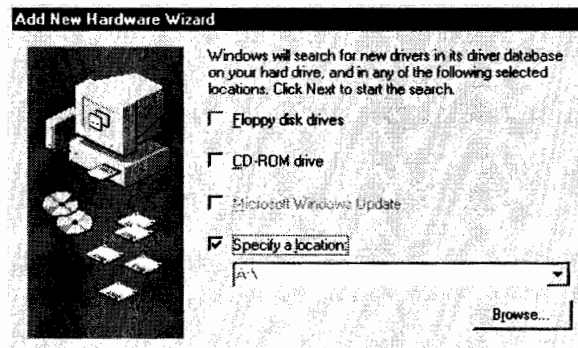 Add New Hardware Wizard
Windows will search for new drivers in its driver database
on your hard drive, and in any of the following selected
locations. Click Next to start the search.
Floppy disk drives
CD-ROM drive
Microsoft Windows Update
Specify a location:
A:\
Browse...